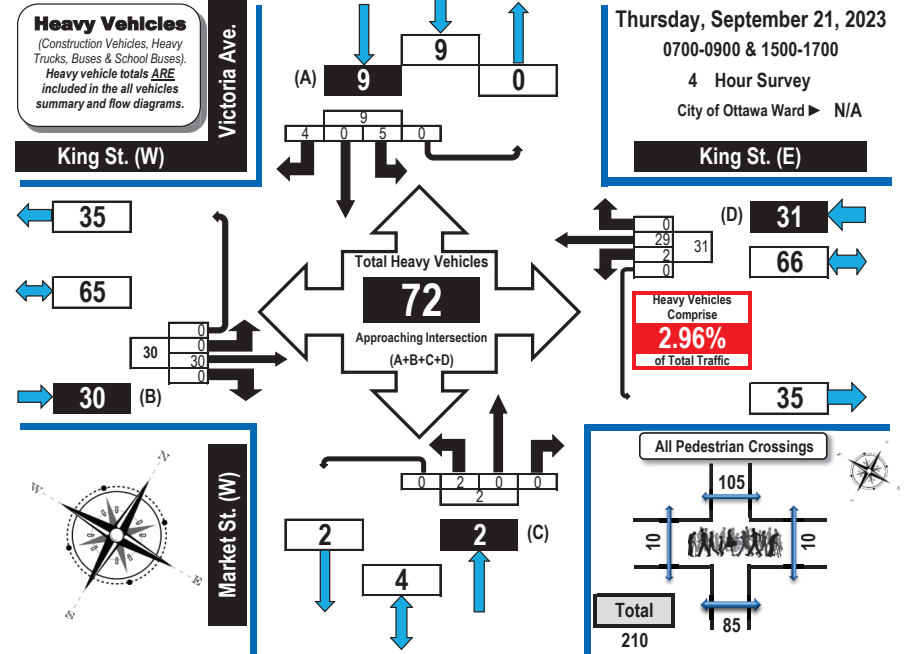 Heavy Vehicles
(Construction Vehicles, Heavy
Trucks, Buses & School Buses).
Heavy vehicle totals ARE
included in the all vehicles
summary and flow diagrams.
Victoria Ave.
King St. (W)
Thursday, September 21, 2023
0700-0900 & 1500-1700
4 Hour Survey
City of Ottawa Ward ► N/A
King St. (E)
9
(A) 9 0
9
4 0 5 0
35
65
0
0
30
30
0
30 (B)
Total Heavy Vehicles
72
Approaching Intersection
(A+B+C+D)
(D) 31
66
0
29
31
2
0
Heavy Vehicles
Comprise
2.96%
of Total Traffic
35
0 2 0 0
2
2
2 (C)
4
Market St. (W)
N
W
E
S
All Pedestrian Crossings
N
W
E
S
105
10
10
85
Total
210